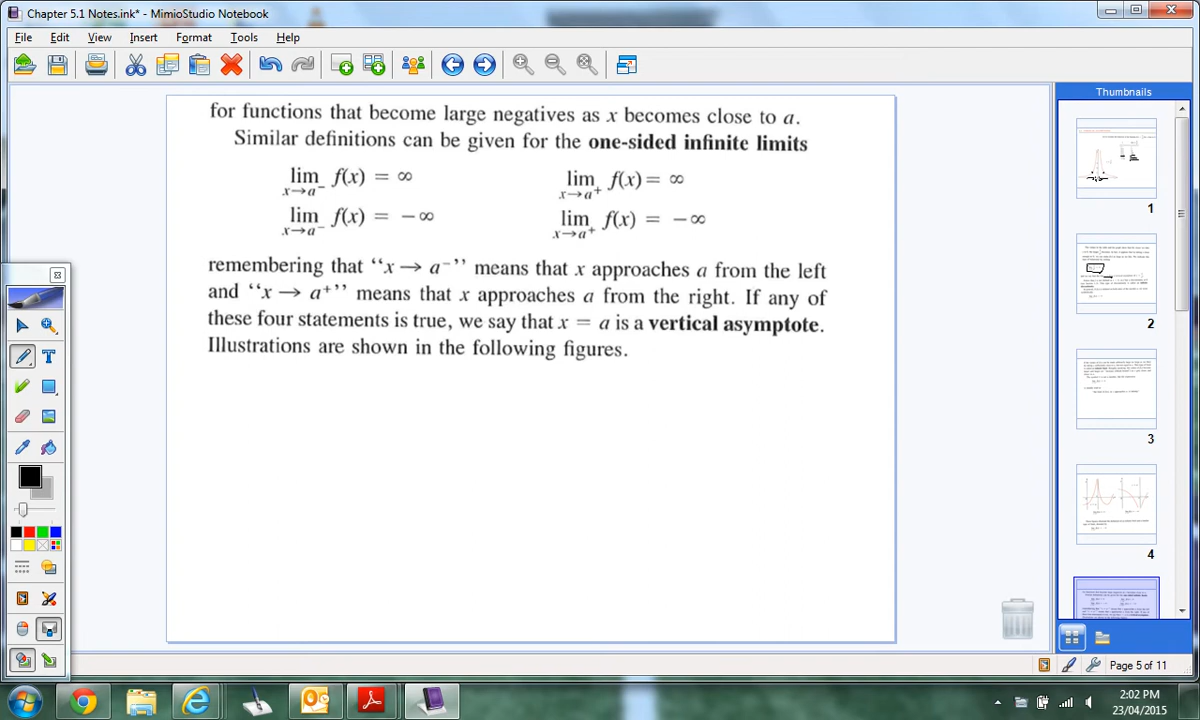 Chapter 5.1 Notes.ink* - MimioStudio Notebook
File Edit View Insert Format Tools Help
for functions that become large negatives as x becomes close to a.
Similar definitions can be given for the one-sided infinite limits
lim x→a⁻ f(x) = ∞ lim x→a⁺ f(x) = ∞
lim x→a⁻ f(x) = −∞ lim x→a⁺ f(x) = −∞
remembering that “x → a⁻” means that x approaches a from the left
and “x → a⁺” means that x approaches a from the right. If any of
these four statements is true, we say that x = a is a vertical asymptote.
Illustrations are shown in the following figures.
Thumbnails
1
2
3
4
Page 5 of 11
2:02 PM
23/04/2015